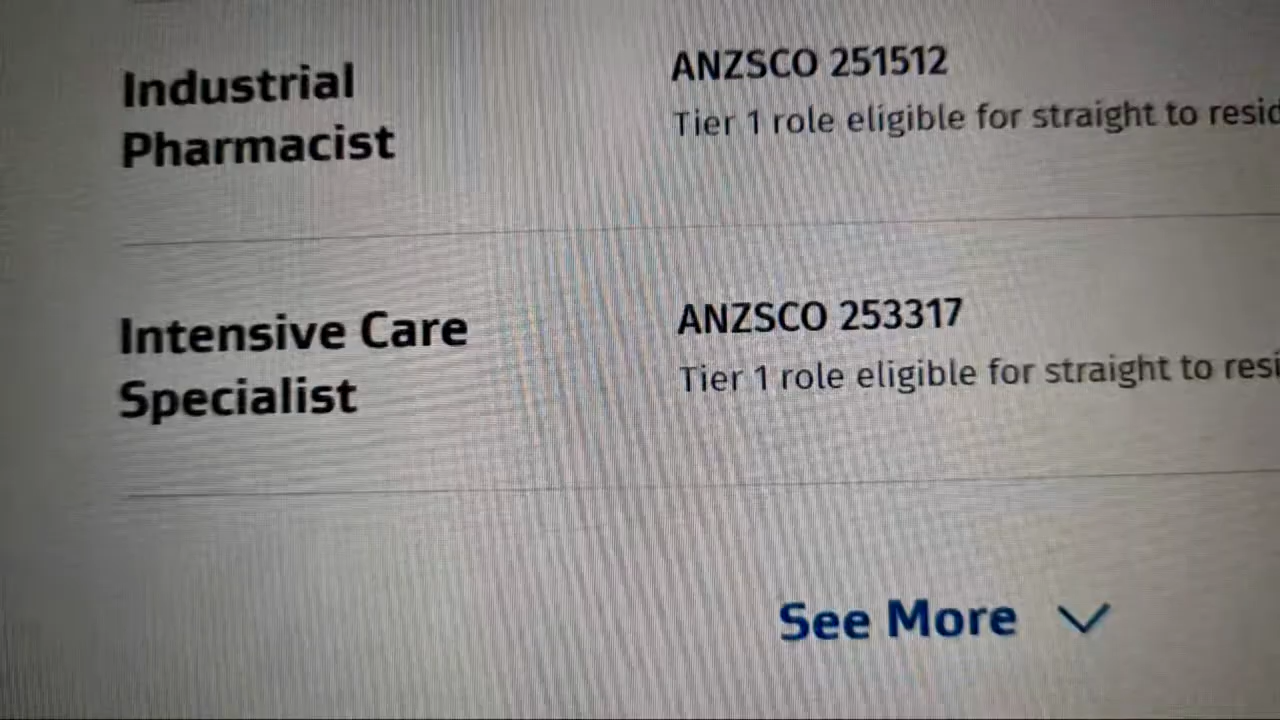 Industrial
Pharmacist
ANZSCO 251512
Tier 1 role eligible for straight to
Intensive Care
Specialist
ANZSCO 253317
Tier 1 role eligible for straight to
See More